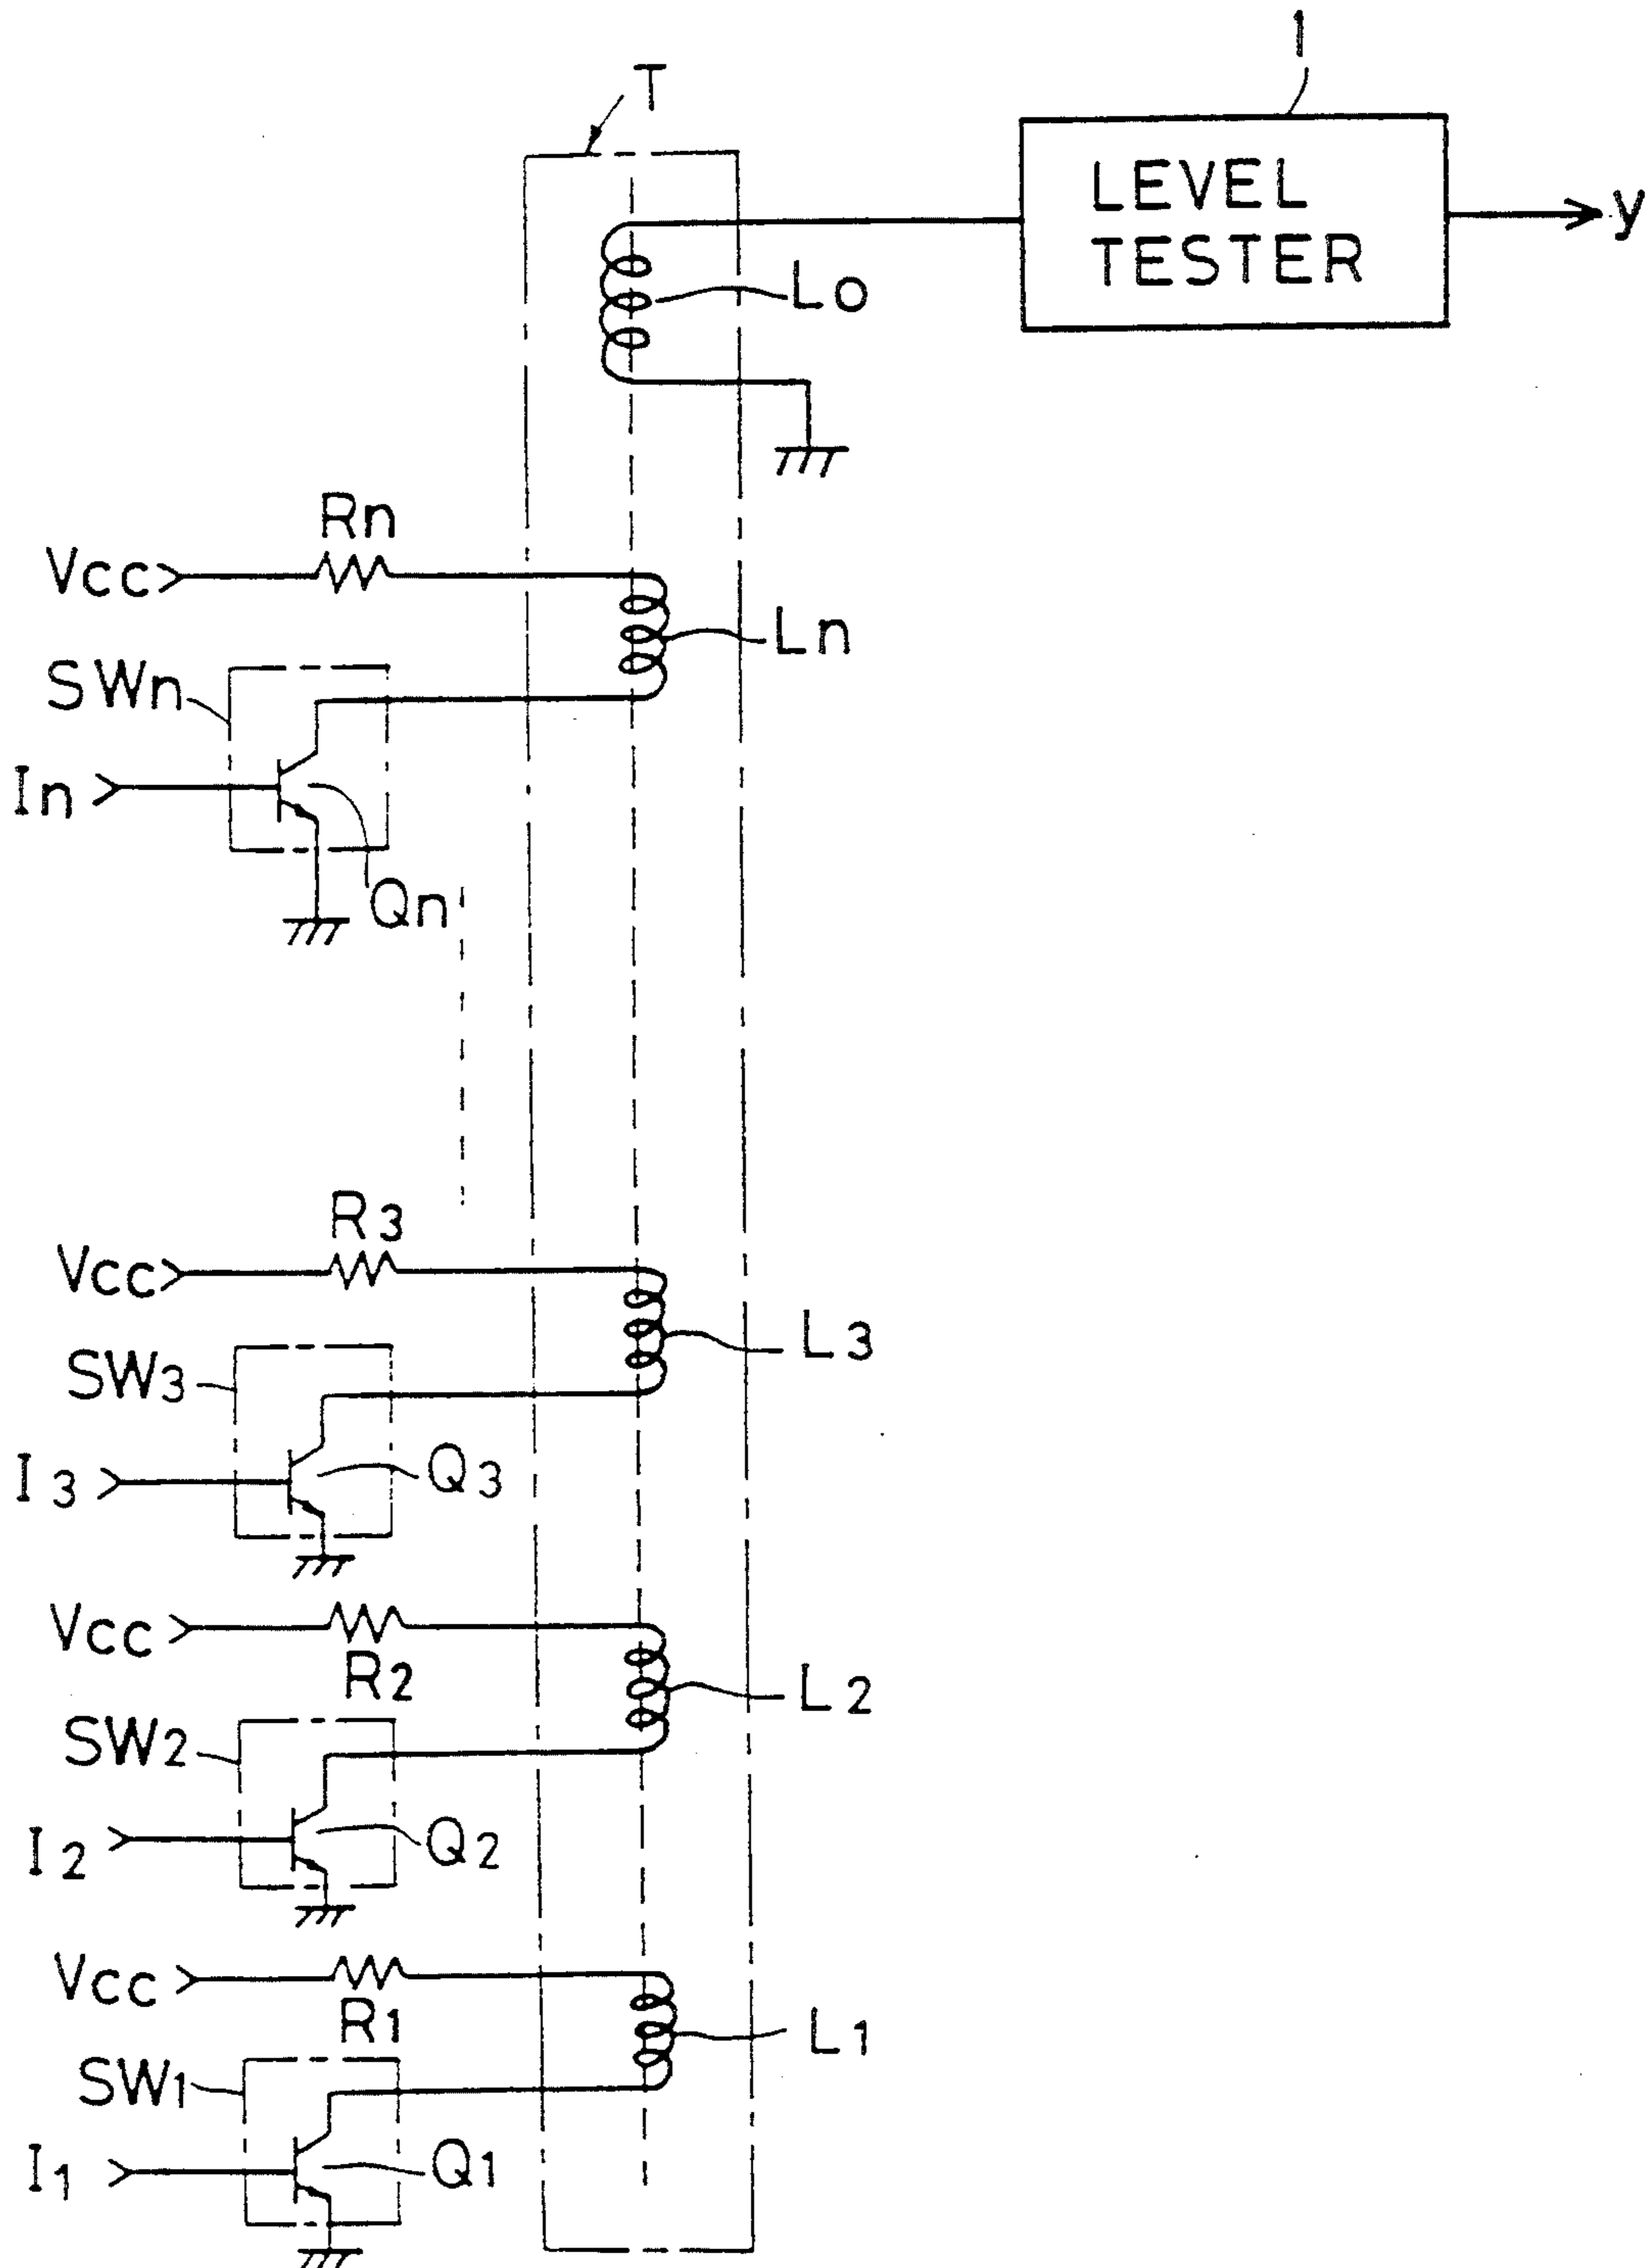 1
T
LEVEL
TESTER
y
Lo
Rn
Vcc
Ln
SWn
In
Qn
R3
Vcc
L3
SW3
Q3
I3
Vcc
R2
L2
SW2
Q2
I2
Vcc
R1
L1
SW1
Q1
I1